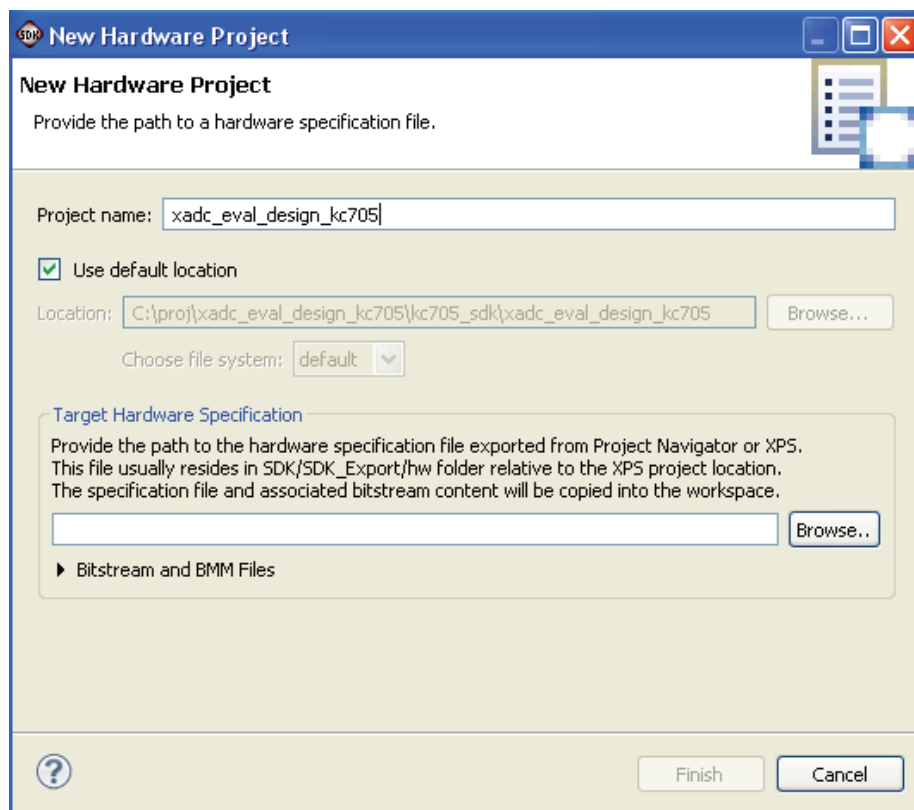 SDK New Hardware Project
New Hardware Project
Provide the path to a hardware specification file.
Project name: xadc_eval_design_kc705
Use default location
Location: C:\proj\xadc_eval_design_kc705\kc705_sdk\xadc_eval_design_kc705 Browse...
Choose file system: default
Target Hardware Specification
Provide the path to the hardware specification file exported from Project Navigator or XPS.
This file usually resides in SDK/SDK_Export/hw folder relative to the XPS project location.
The specification file and associated bitstream content will be copied into the workspace.
Browse..
Bitstream and BMM Files
? Finish Cancel